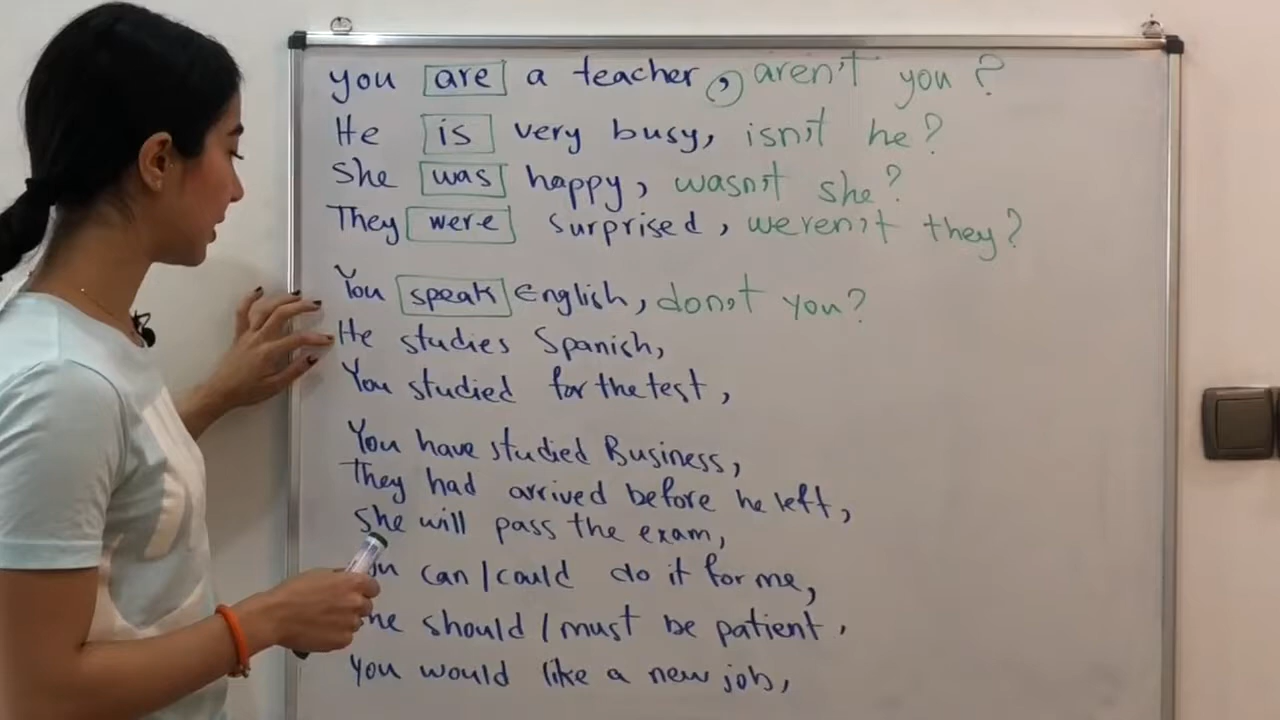 you are a teacher, aren't you?
He is very busy, isn't he?
She was happy, wasn't she?
They were surprised, weren't they?
You speak English, don't you?
He studies Spanish,
You studied for the test,
You have studied Business,
They had arrived before he left,
She will pass the exam,
can/could do it for me,
should/must be patient,
You would like a new job,